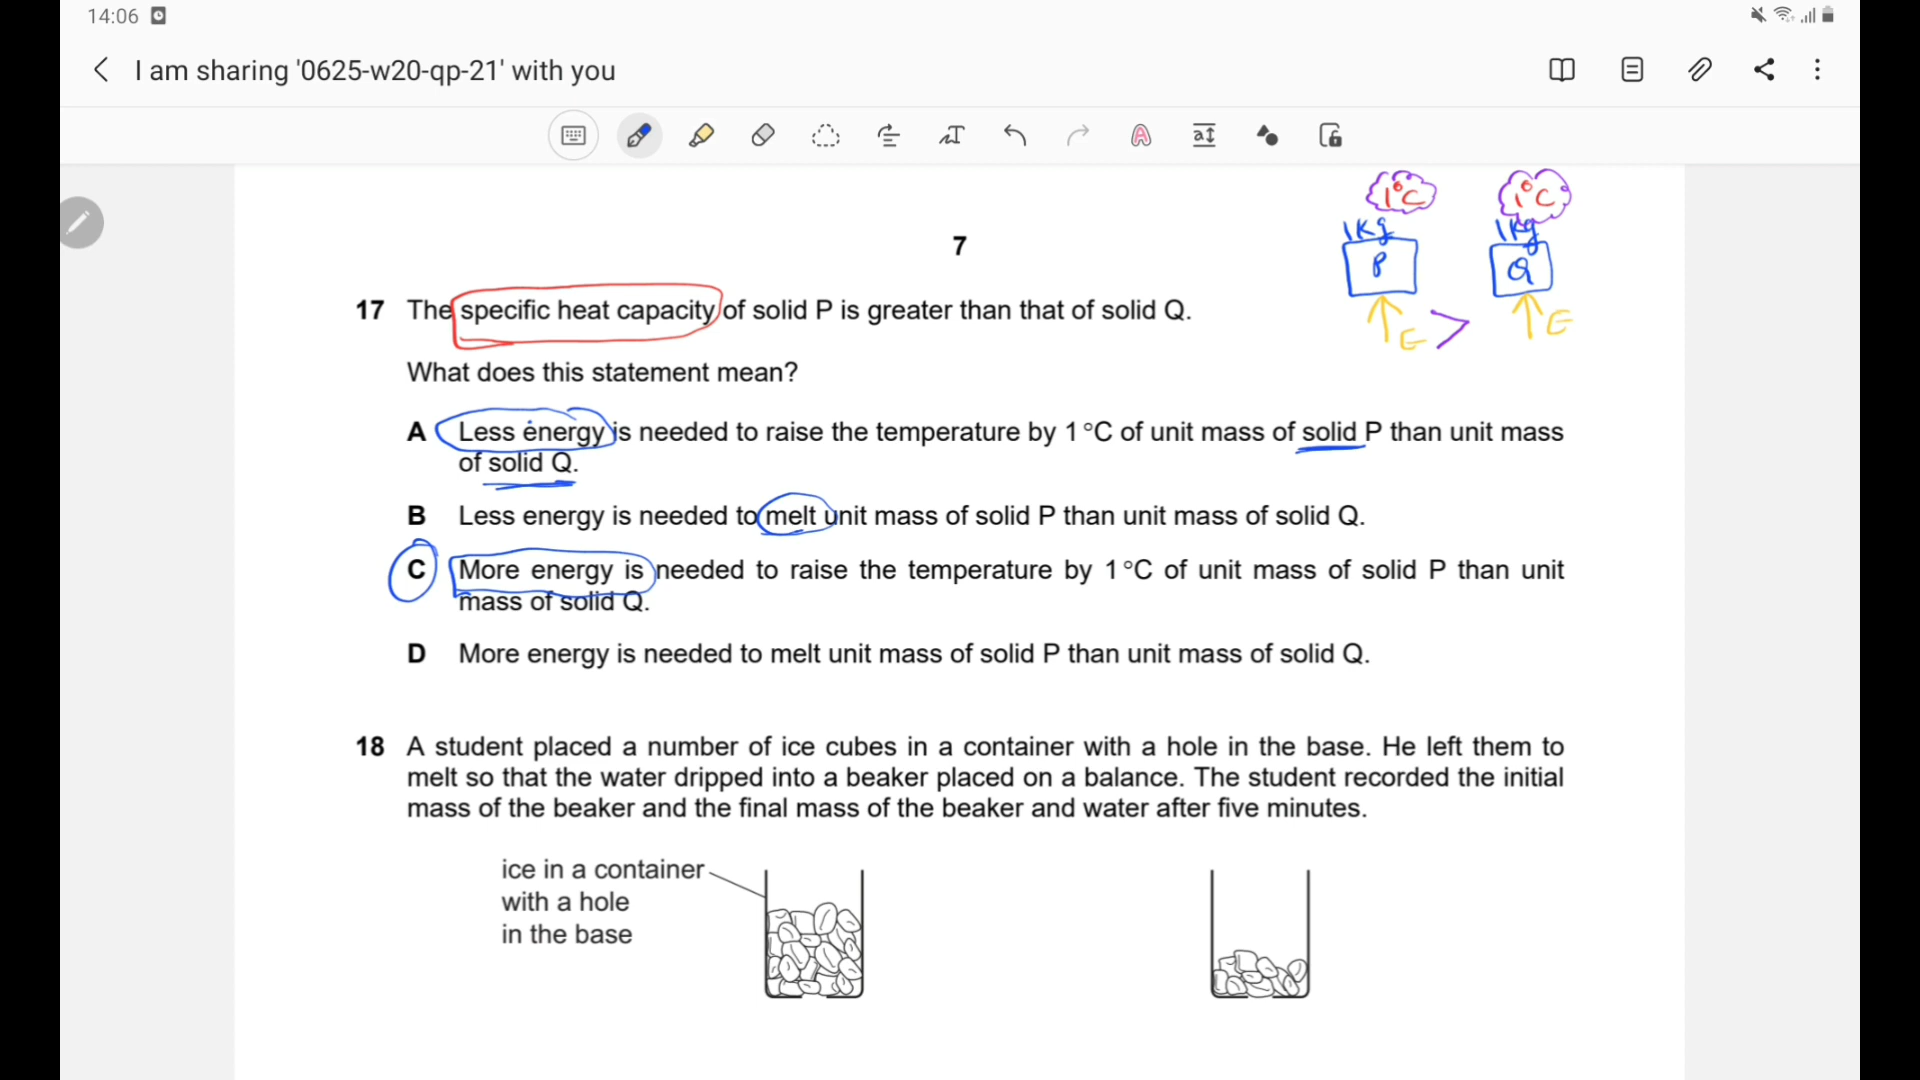 14:06
I am sharing '0625-w20-qp-21' with you
1°C 1°C
1Kg 1Kg
P Q
E > E
7
17 The specific heat capacity of solid P is greater than that of solid Q.
What does this statement mean?
A Less energy is needed to raise the temperature by 1°C of unit mass of solid P than unit mass
of solid Q.
B Less energy is needed to melt unit mass of solid P than unit mass of solid Q.
C More energy is needed to raise the temperature by 1°C of unit mass of solid P than unit
mass of solid Q.
D More energy is needed to melt unit mass of solid P than unit mass of solid Q.
18 A student placed a number of ice cubes in a container with a hole in the base. He left them to
melt so that the water dripped into a beaker placed on a balance. The student recorded the initial
mass of the beaker and the final mass of the beaker and water after five minutes.
ice in a container
with a hole
in the base